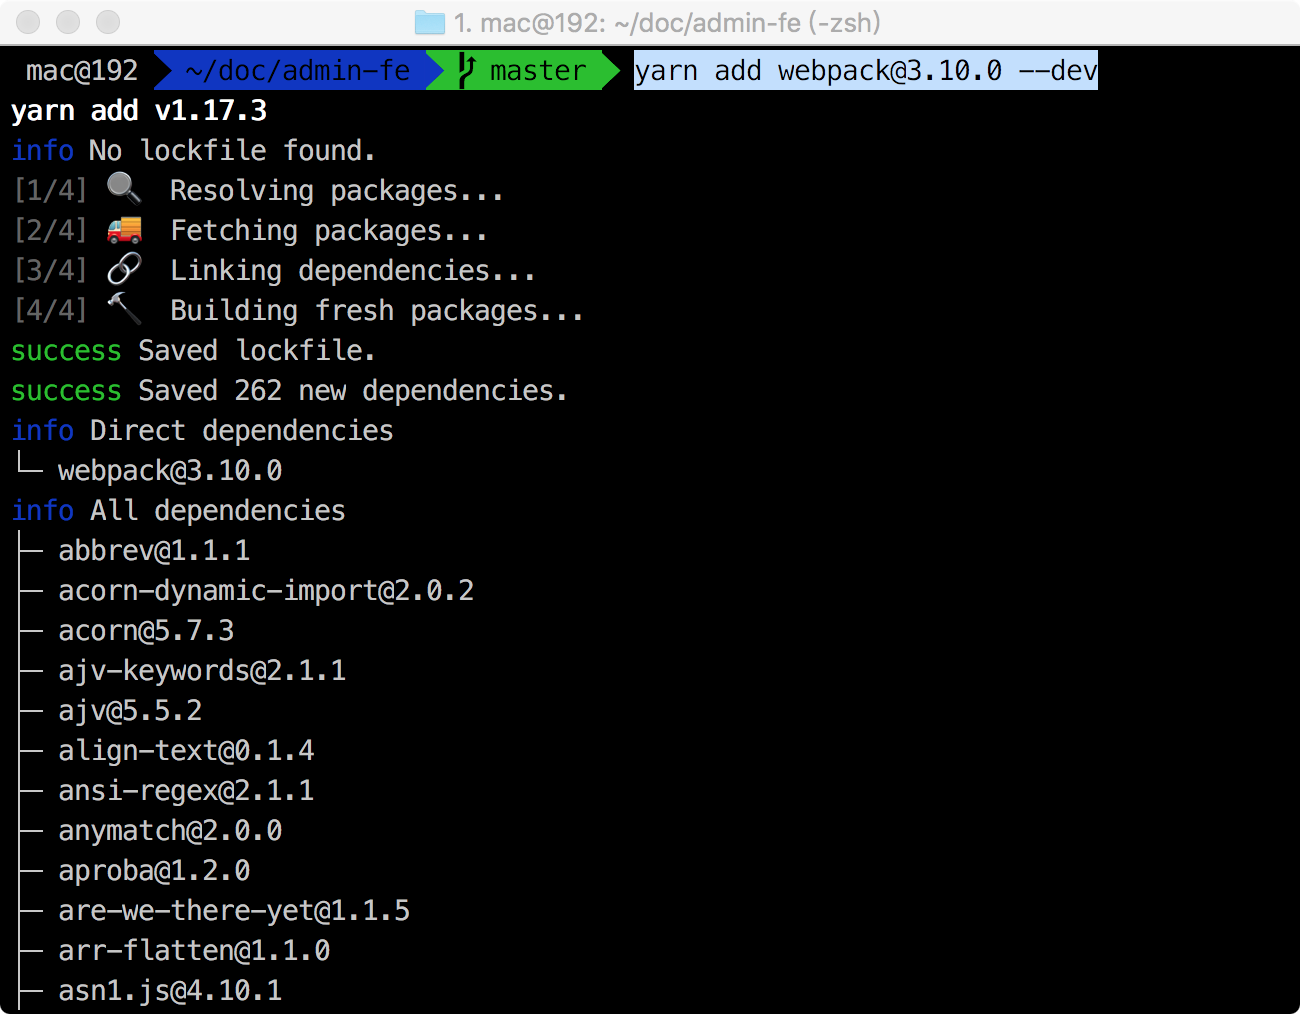 1. mac@192: ~/doc/admin-fe (-zsh)
mac@192 ~/doc/admin-fe master yarn add webpack@3.10.0 --dev
yarn add v1.17.3
info No lockfile found.
[1/4] 🔍 Resolving packages...
[2/4] 🚚 Fetching packages...
[3/4] 🔗 Linking dependencies...
[4/4] 🔨 Building fresh packages...
success Saved lockfile.
success Saved 262 new dependencies.
info Direct dependencies
└─ webpack@3.10.0
info All dependencies
├─ abbrev@1.1.1
├─ acorn-dynamic-import@2.0.2
├─ acorn@5.7.3
├─ ajv-keywords@2.1.1
├─ ajv@5.5.2
├─ align-text@0.1.4
├─ ansi-regex@2.1.1
├─ anymatch@2.0.0
├─ aproba@1.2.0
├─ are-we-there-yet@1.1.5
├─ arr-flatten@1.1.0
├─ asn1.js@4.10.1